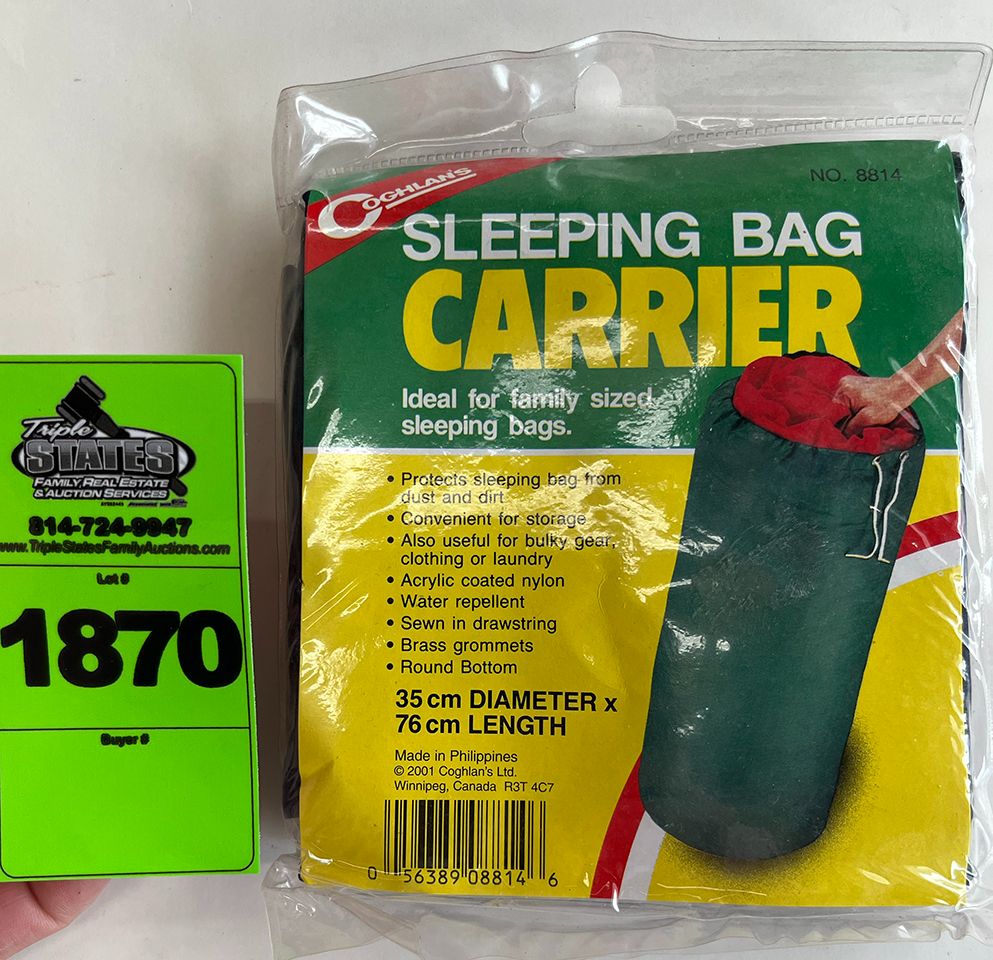 COGHLAN'S
NO. 8814
SLEEPING BAG
CARRIER
Ideal for family sized
sleeping bags.
• Protects sleeping bag from
dust and dirt
• Convenient for storage
• Also useful for bulky gear,
clothing or laundry
• Acrylic coated nylon
• Water repellent
• Sewn in drawstring
• Brass grommets
• Round Bottom
35 cm DIAMETER x
76 cm LENGTH
Made in Philippines
© 2001 Coghlan's Ltd.
Winnipeg, Canada R3T 4C7
0 56389 08814 6
Triple
STATES
FAMILY, REAL ESTATE
& AUCTION SERVICES
814-724-9947
www.TripleStatesFamilyAuctions.com
Lot #
1870
Buyer #